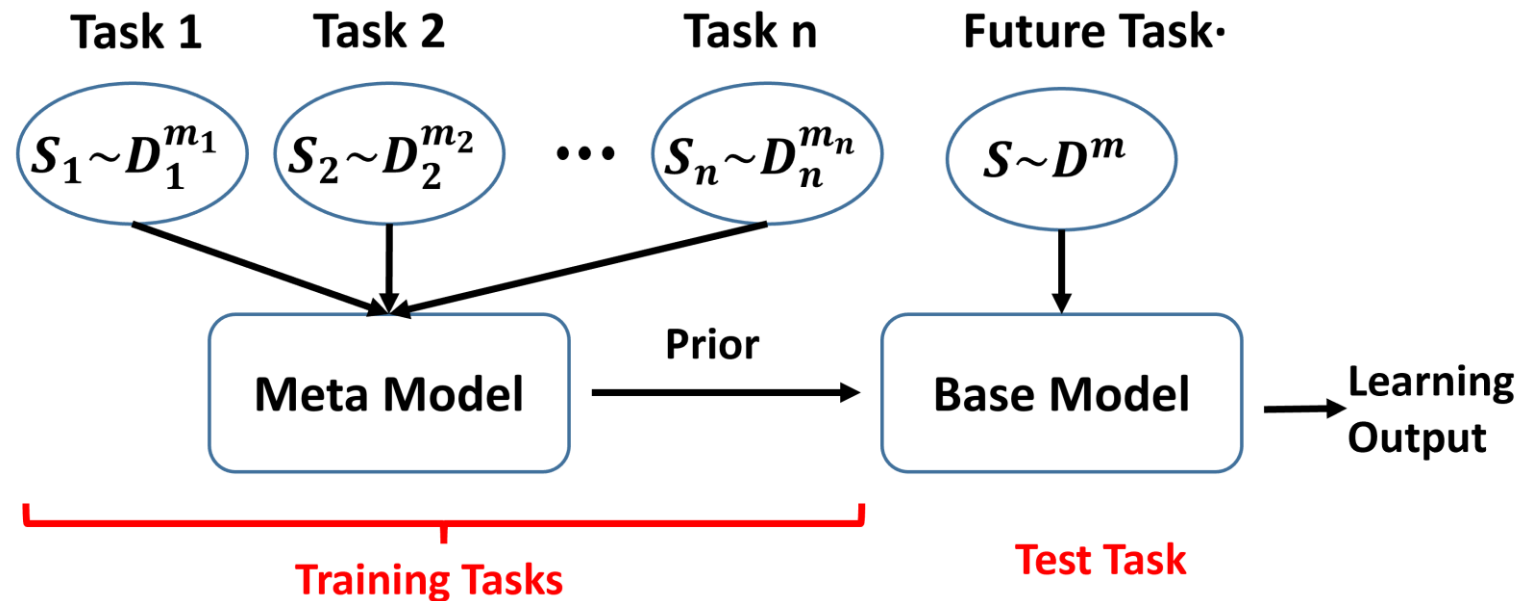 Task 1 Task 2 Task n Future Task·
S₁~D₁^{m₁} S₂~D₂^{m₂} ••• Sₙ~Dₙ^{mₙ} S~D^m
Prior
Meta Model Base Model
Learning
Output
Training Tasks
Test Task